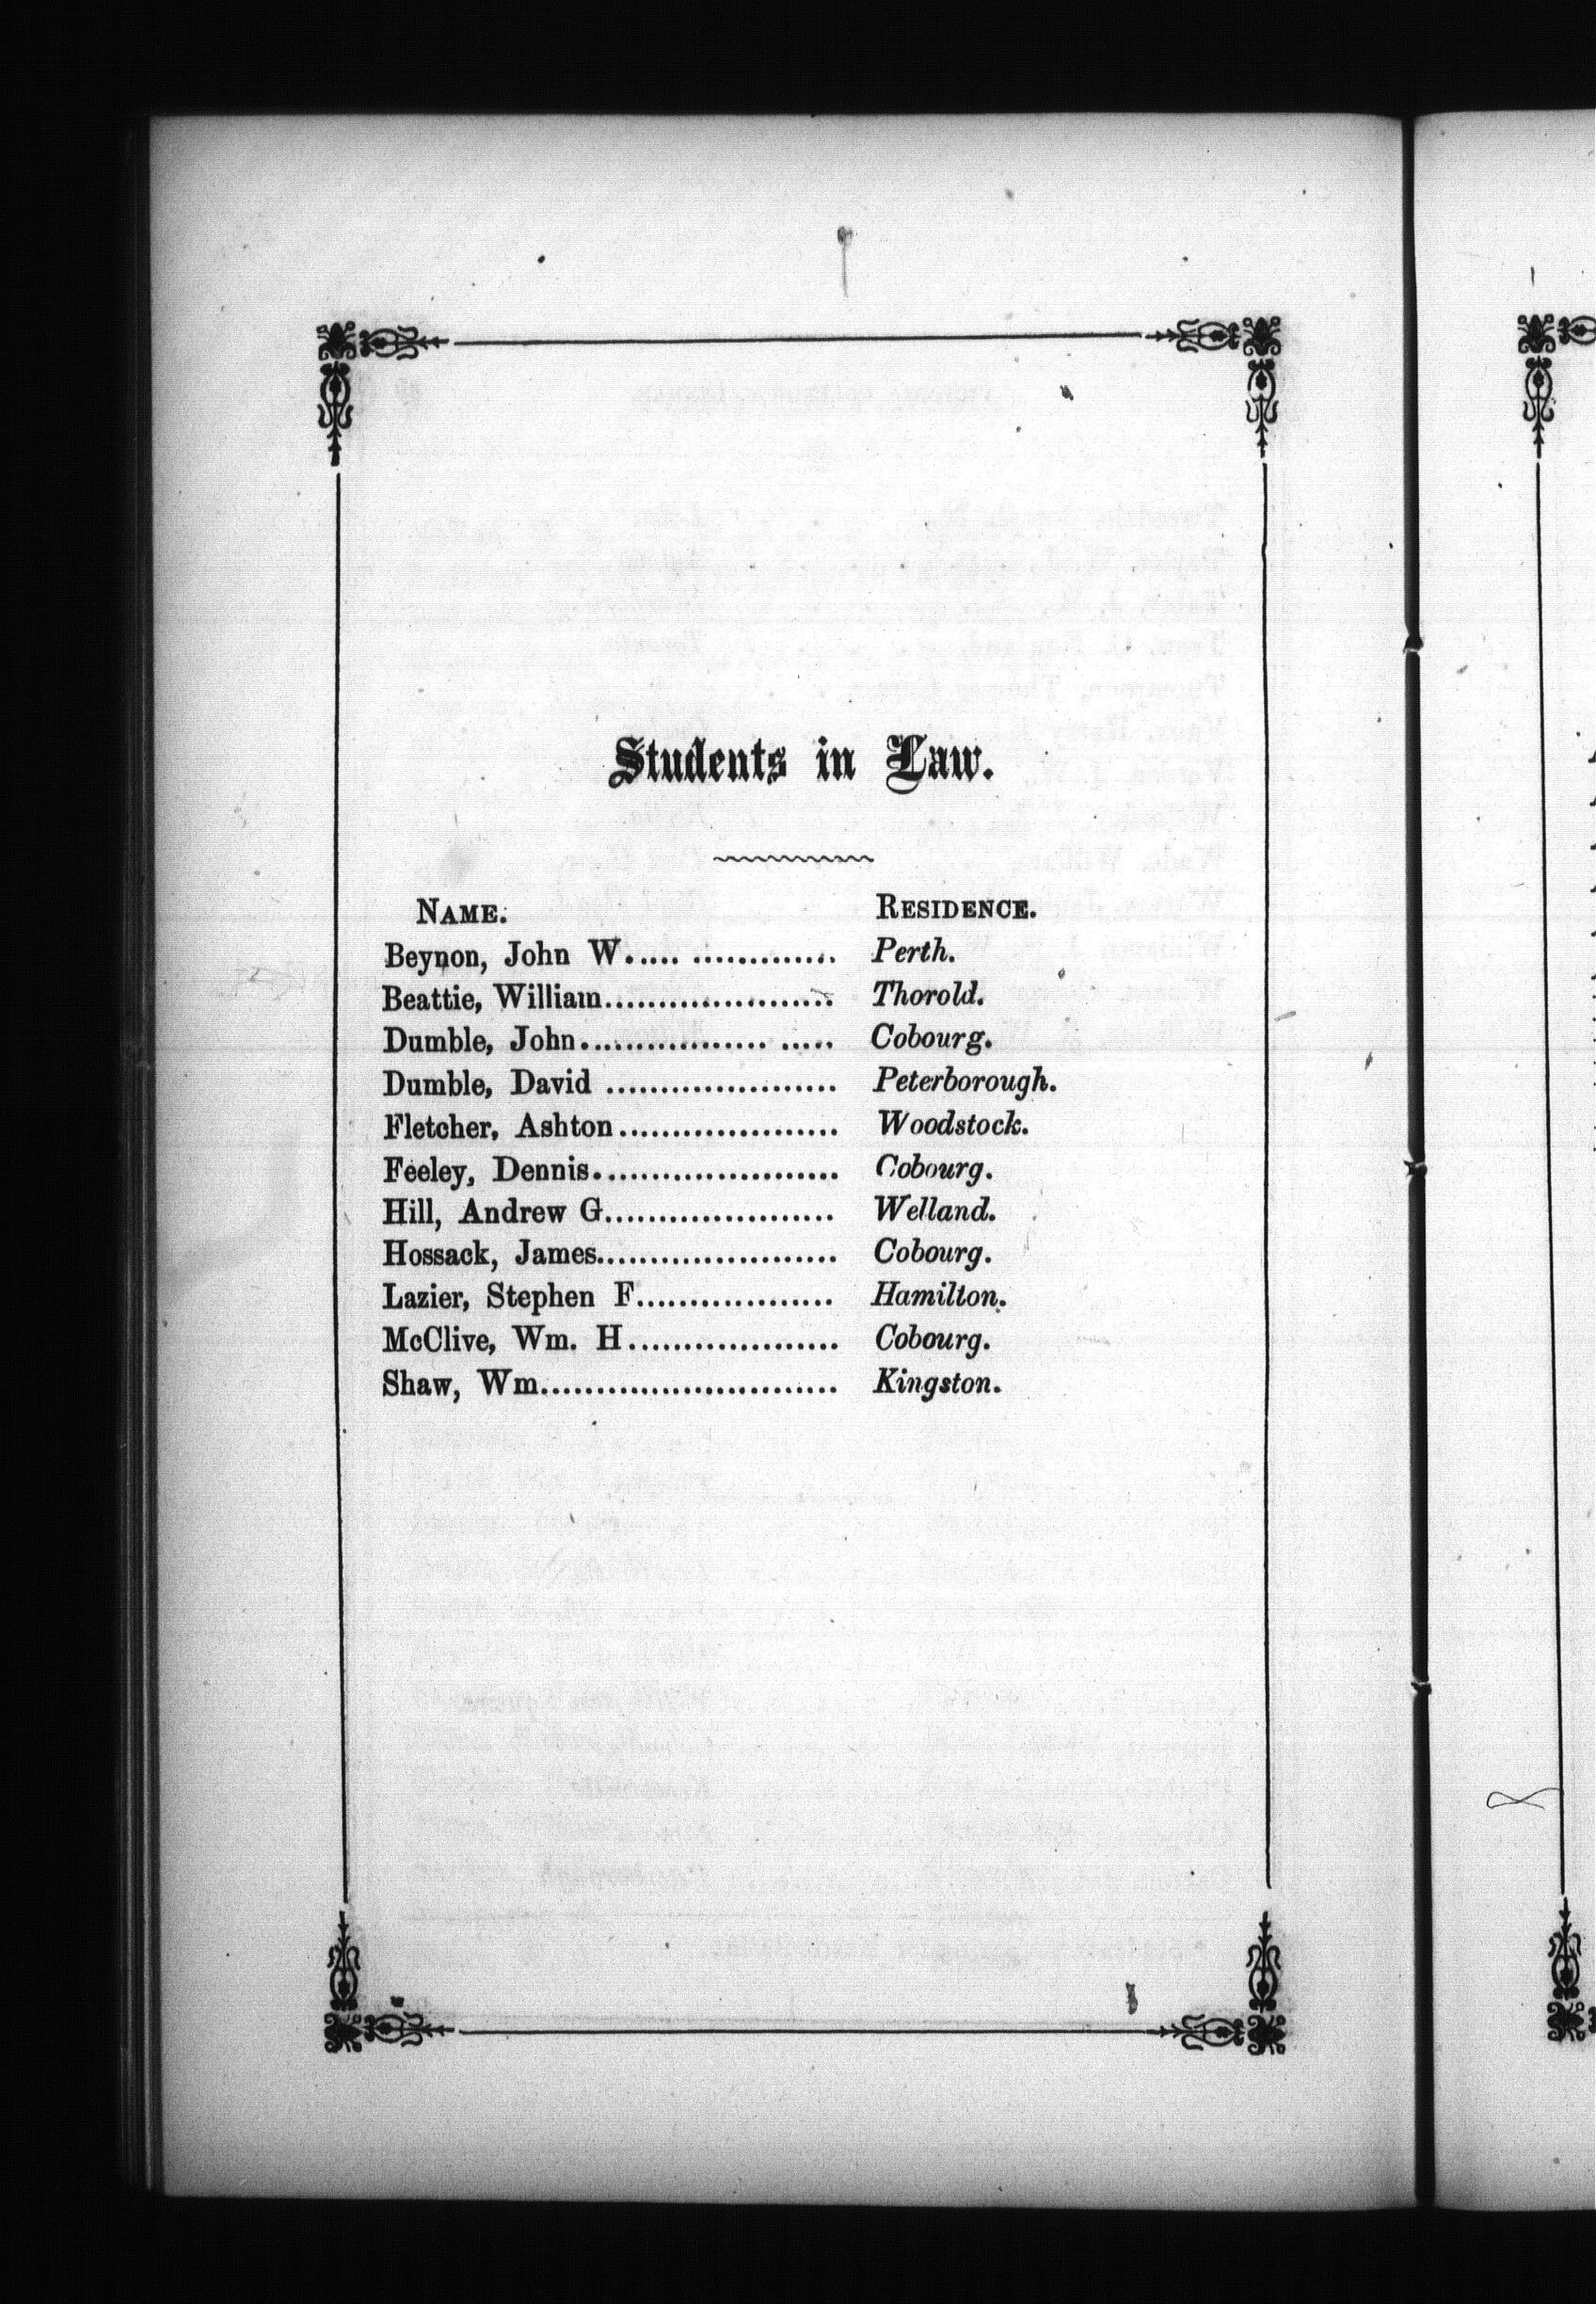 Students in Law.
NAME. RESIDENCE.
Beynon, John W..... ............. Perth.
Beattie, William..................... Thorold.
Dumble, John................. ..... Cobourg.
Dumble, David ..................... Peterborough.
Fletcher, Ashton.................... Woodstock.
Feeley, Dennis....................... Cobourg.
Hill, Andrew G..................... Welland.
Hossack, James...................... Cobourg.
Lazier, Stephen F.................. Hamilton.
McClive, Wm. H................... Cobourg.
Shaw, Wm........................... Kingston.